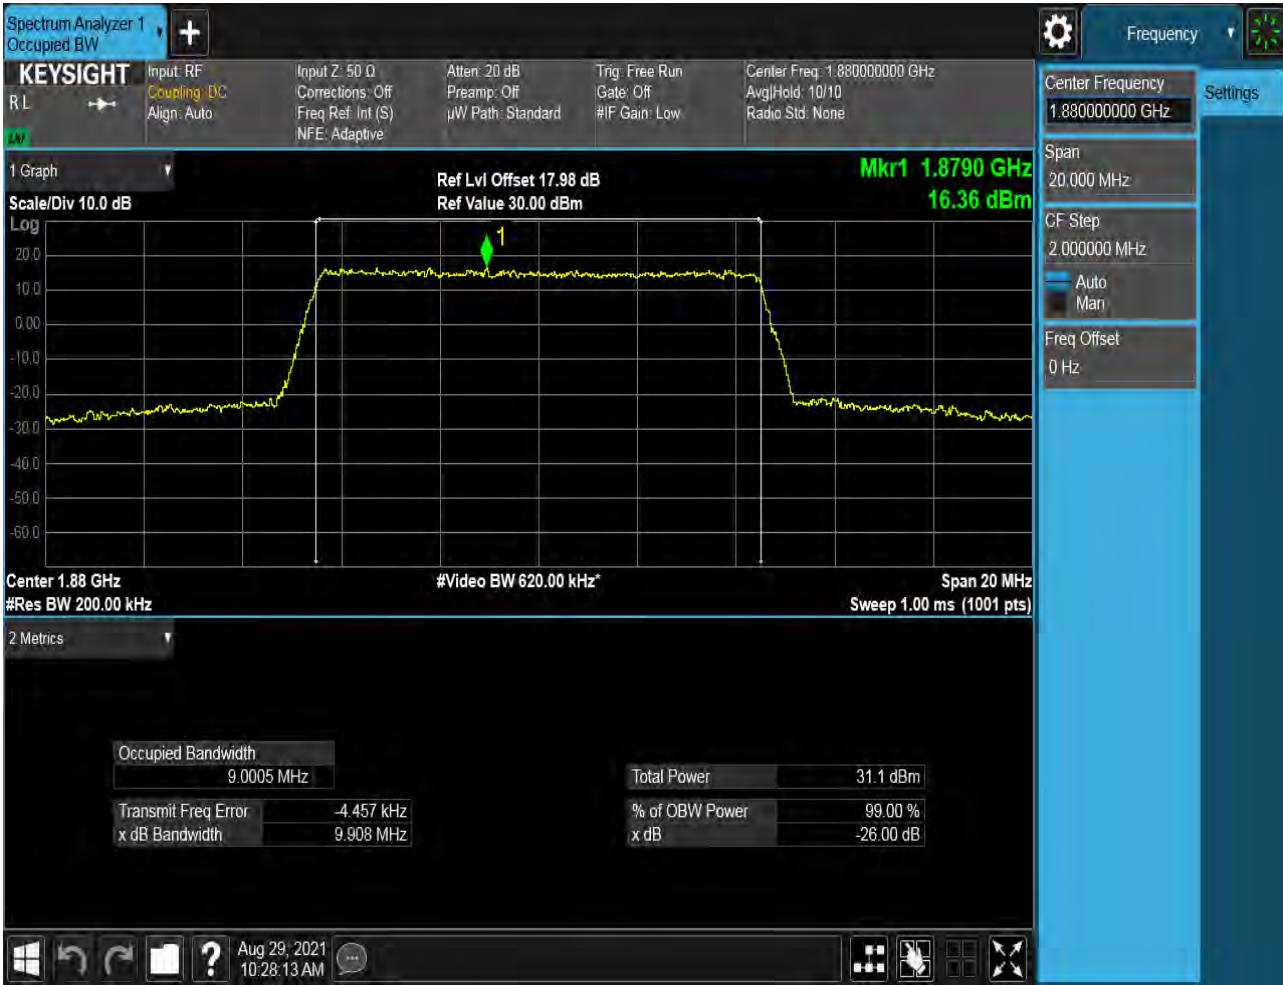 Spectrum Analyzer 1
Occupied BW
Frequency
KEYSIGHT
R L
Input: RF
Coupling: DC
Align: Auto
Input Z: 50 Ω
Corrections: Off
Freq Ref: Int (S)
NFE: Adaptive
Atten: 20 dB
Preamp: Off
µW Path: Standard
Trig: Free Run
Gate: Off
#IF Gain: Low
Center Freq: 1.880000000 GHz
Avg|Hold: 10/10
Radio Std: None
Center Frequency
1.880000000 GHz
Settings
Span
20.000 MHz
CF Step
2.000000 MHz
Auto
Man
Freq Offset
0 Hz
1 Graph
Scale/Div 10.0 dB
Ref Lvl Offset 17.98 dB
Ref Value 30.00 dBm
Mkr1 1.8790 GHz
16.36 dBm
Log
1
20.0
10.0
0.00
-10.0
-20.0
-30.0
-40.0
-50.0
-60.0
Center 1.88 GHz
#Video BW 620.00 kHz*
Span 20 MHz
#Res BW 200.00 kHz
Sweep 1.00 ms (1001 pts)
2 Metrics
Occupied Bandwidth
9.0005 MHz
Total Power 31.1 dBm
Transmit Freq Error -4.457 kHz
% of OBW Power 99.00 %
x dB Bandwidth 9.908 MHz
x dB -26.00 dB
Aug 29, 2021
10:28:13 AM